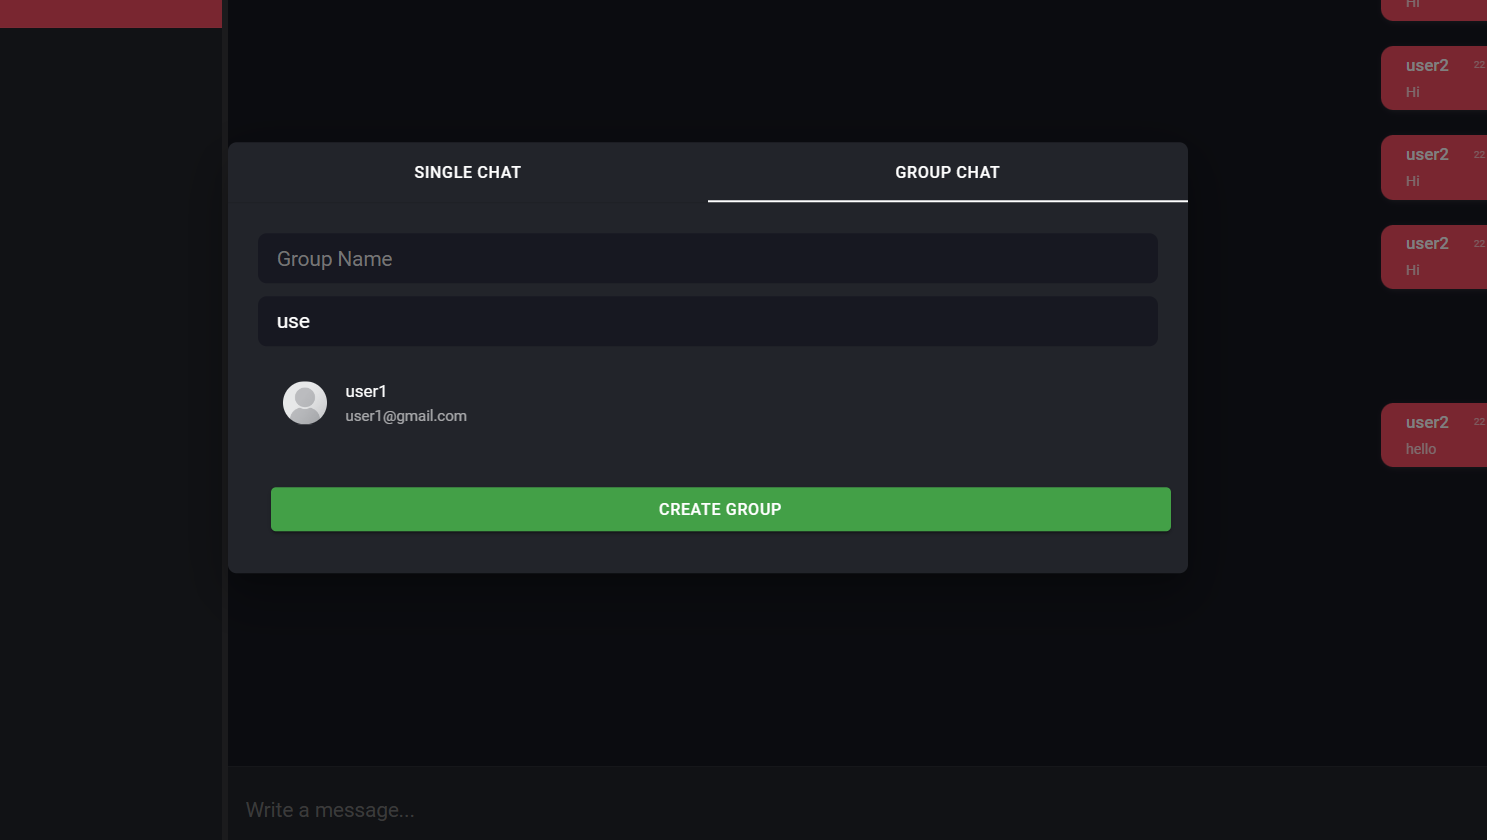 Hi
user2 22
Hi
user2 22
Hi
user2 22
Hi
user2 22
hello
SINGLE CHAT GROUP CHAT
Group Name
use
user1
user1@gmail.com
CREATE GROUP
Write a message...